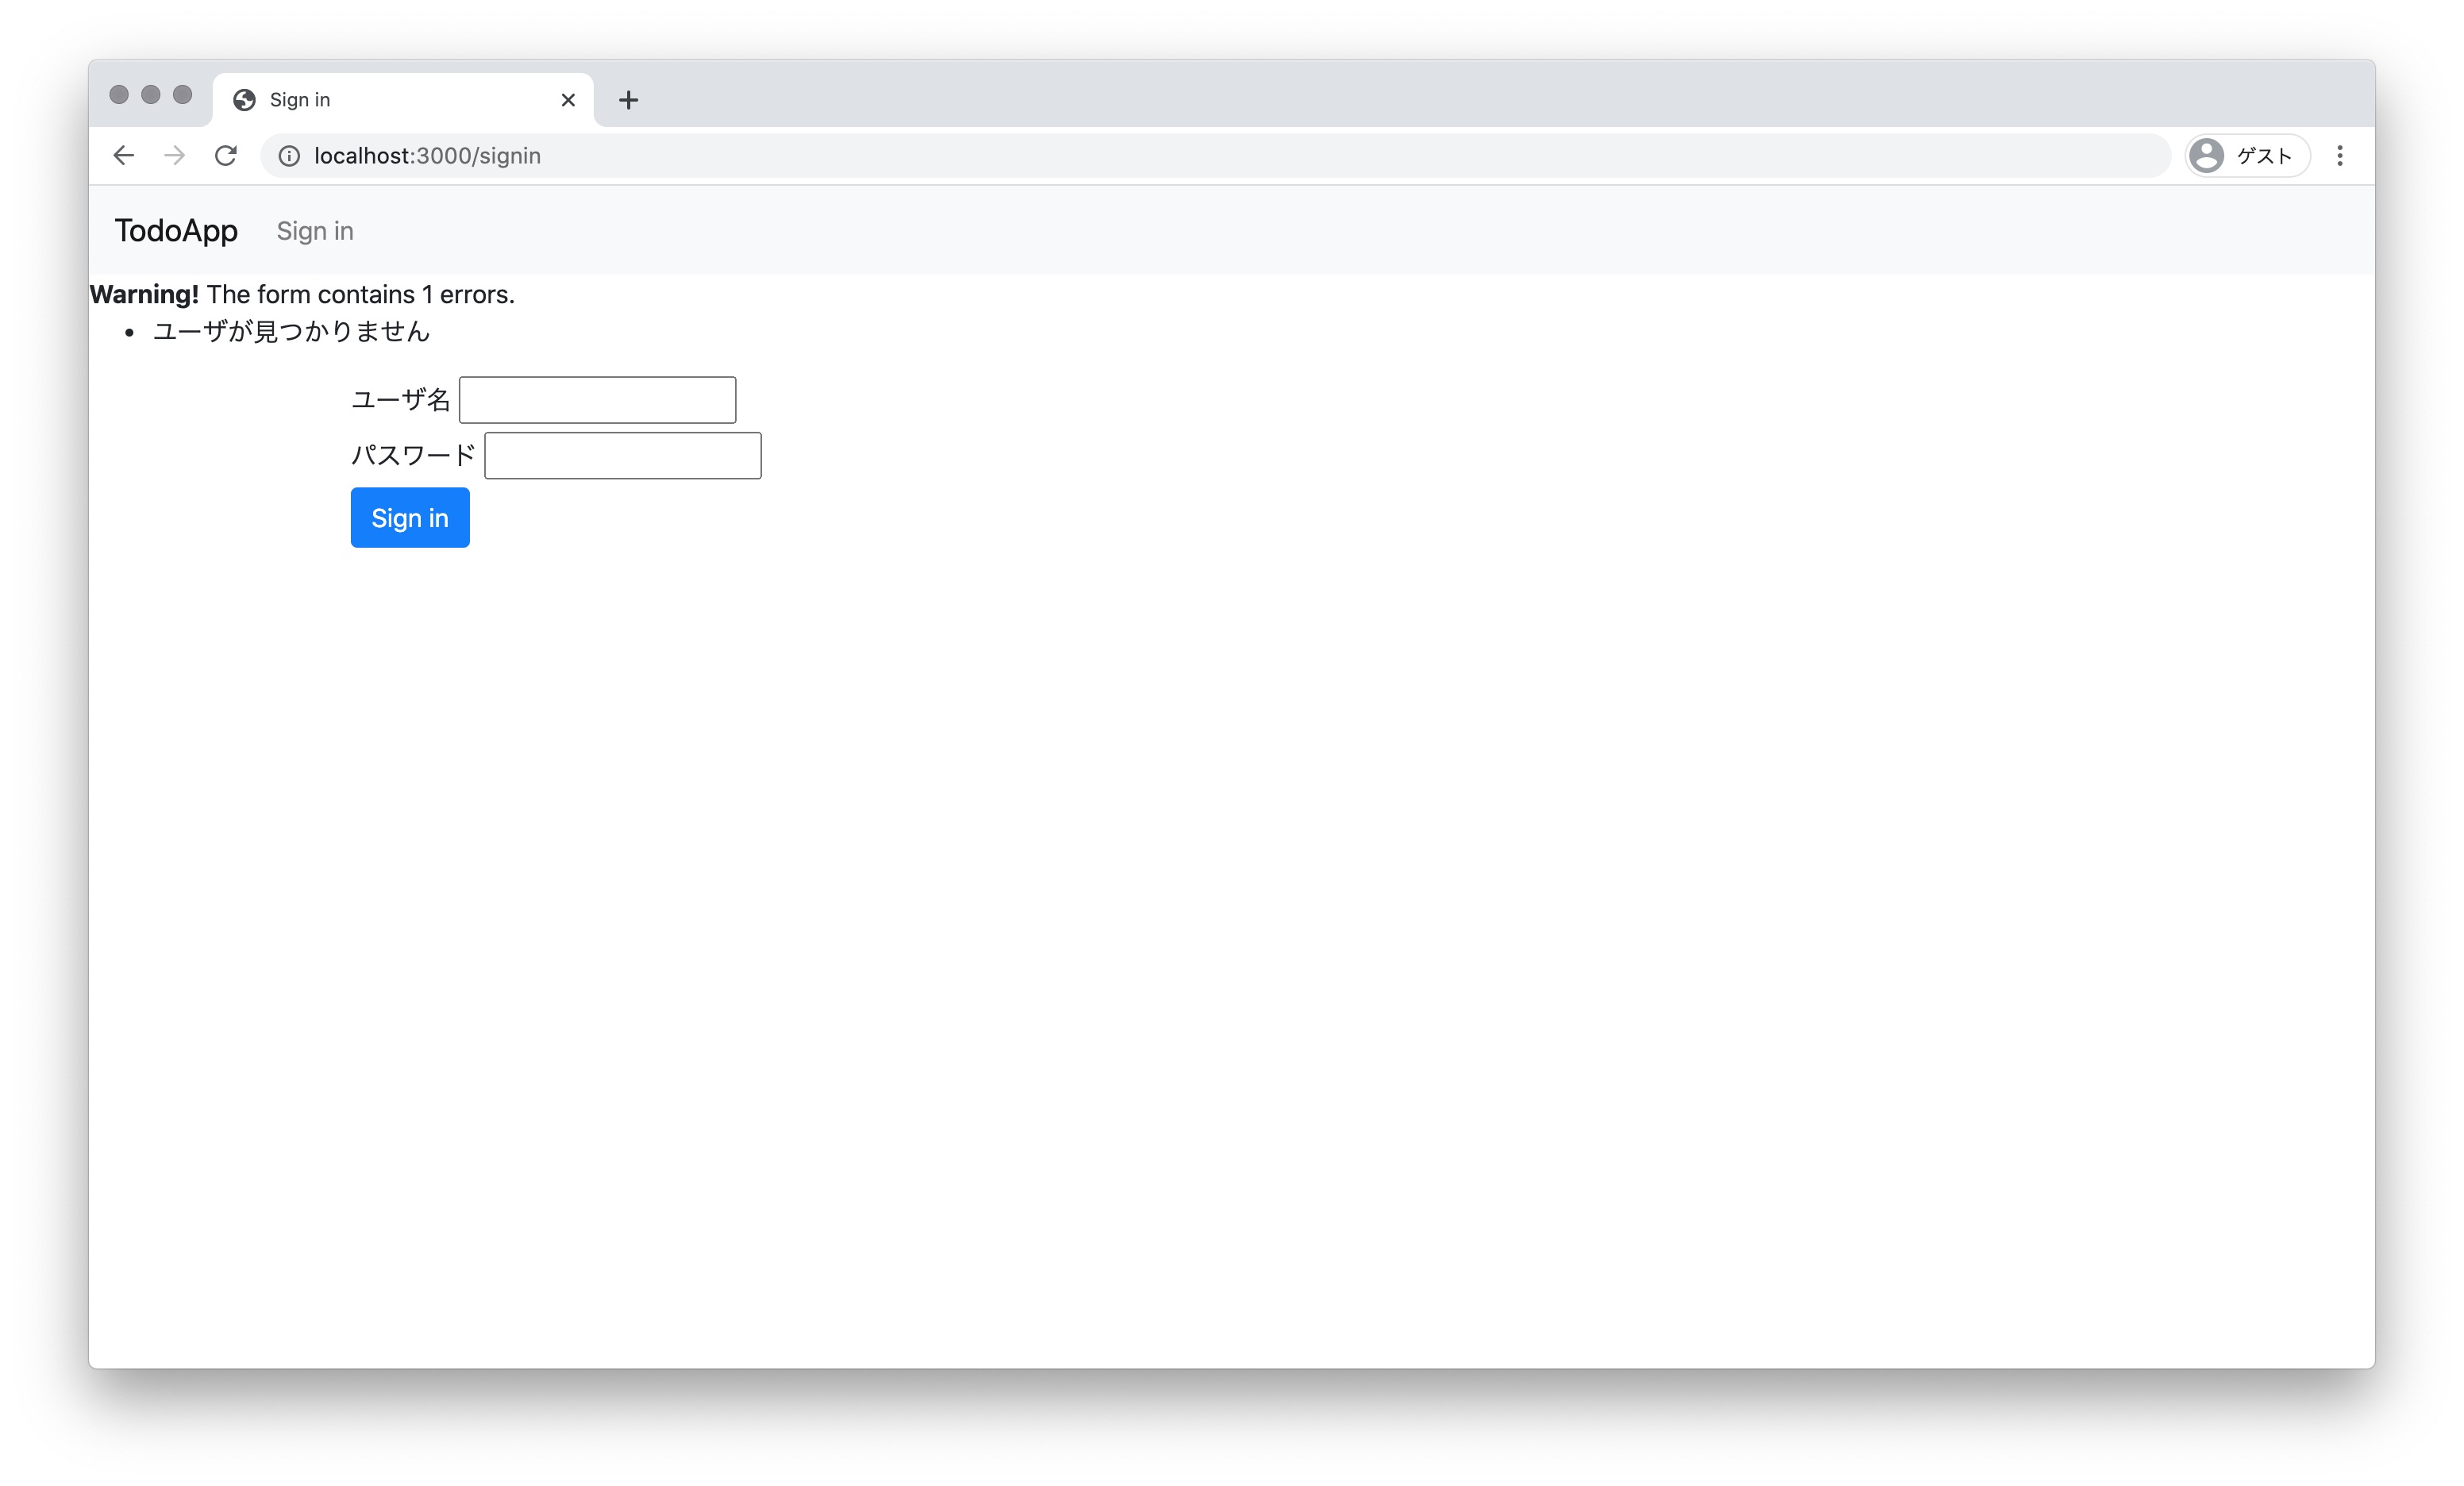 Sign in
localhost:3000/signin
ゲスト
TodoApp Sign in
Warning! The form contains 1 errors.
• ユーザが見つかりません
ユーザ名
パスワード
Sign in